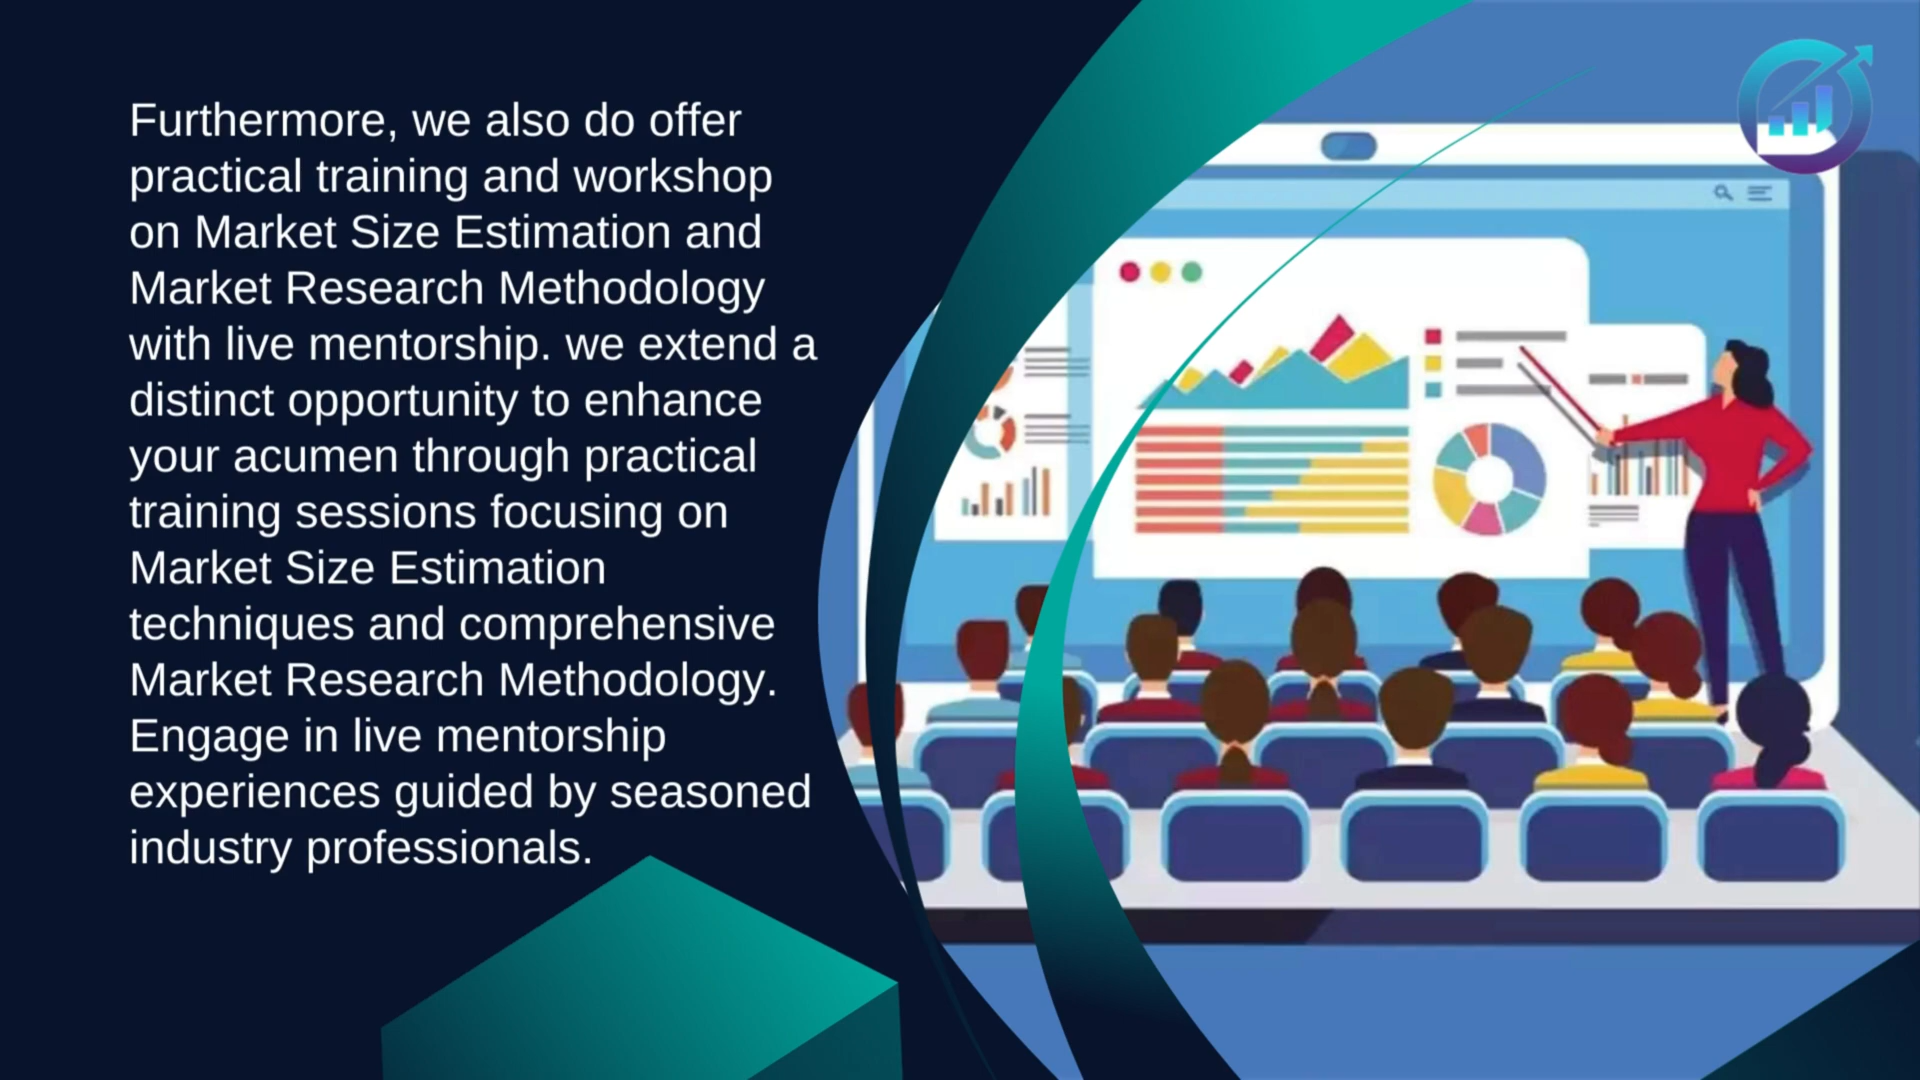 Furthermore, we also do offer
practical training and workshop
on Market Size Estimation and
Market Research Methodology
with live mentorship. we extend a
distinct opportunity to enhance
your acumen through practical
training sessions focusing on
Market Size Estimation
techniques and comprehensive
Market Research Methodology.
Engage in live mentorship
experiences guided by seasoned
industry professionals.